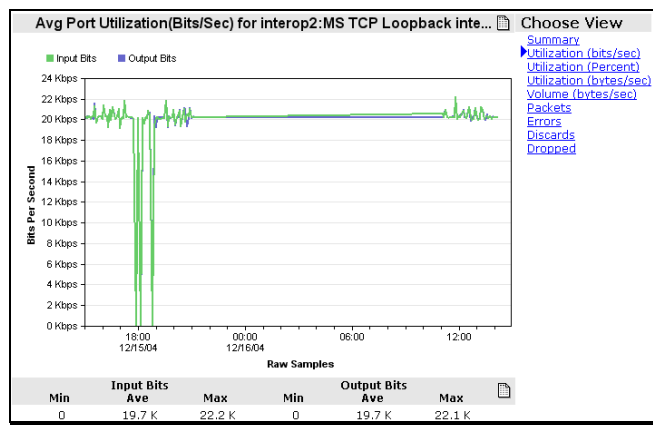 Avg Port Utilization(Bits/Sec) for interop2:MS TCP Loopback inte...
Choose View
Summary
Utilization (bits/sec)
Utilization (Percent)
Utilization (bytes/sec)
Volume (bytes/sec)
Packets
Errors
Discards
Dropped
Input Bits Output Bits
24 Kbps
22 Kbps
20 Kbps
18 Kbps
16 Kbps
14 Kbps
12 Kbps
10 Kbps
8 Kbps
6 Kbps
4 Kbps
2 Kbps
0 Kbps
Bits Per Second
18:00 00:00 06:00 12:00
12/15/04 12/16/04
Raw Samples
Input Bits Output Bits
Min Ave Max Min Ave Max
0 19.7 K 22.2 K 0 19.7 K 22.1 K